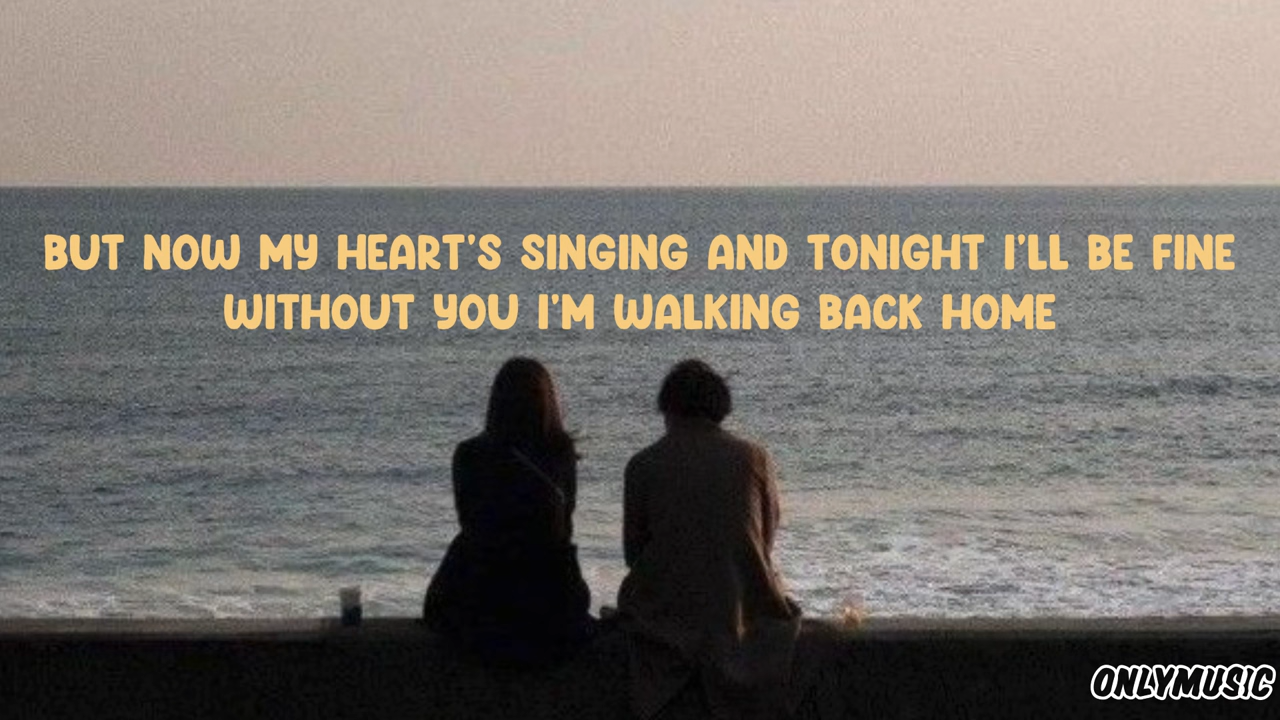 BUT NOW MY HEART'S SINGING AND TONIGHT I'LL BE FINE
WITHOUT YOU I'M WALKING BACK HOME
ONLYMUSIC